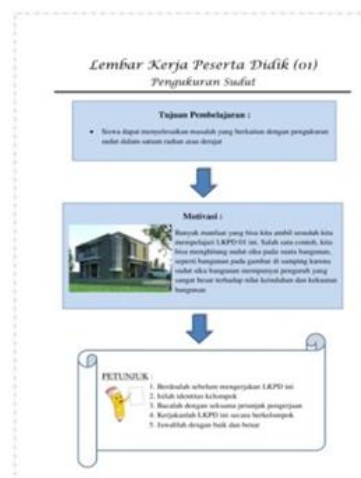 Lembar Kerja Peserta Didik (01)
Pengukuran Sudut
Tujuan Pembelajaran :
• Siswa dapat menyelesaikan masalah yang berkaitan dengan pengukuran
sudut dalam satuan radian atau derajat
Motivasi :
Banyak manfaat yang bisa kita ambil sesudah kita
mempelajari LKPD 01 ini. Salah satu contoh, kita
bisa menghitung sudut siku pada suatu bangunan,
seperti bangunan pada gambar di samping karena
sudut siku bangunan mempunyai pengaruh yang
sangat besar terhadap nilai keindahan dan kekuatan
bangunan
PETUNJUK :
1. Berdoalah sebelum mengerjakan LKPD ini
2. Isilah identitas kelompok
3. Bacalah dengan seksama petunjuk pengerjaan
4. Kerjakanlah LKPD ini secara berkelompok
5. Jawablah dengan baik dan benar